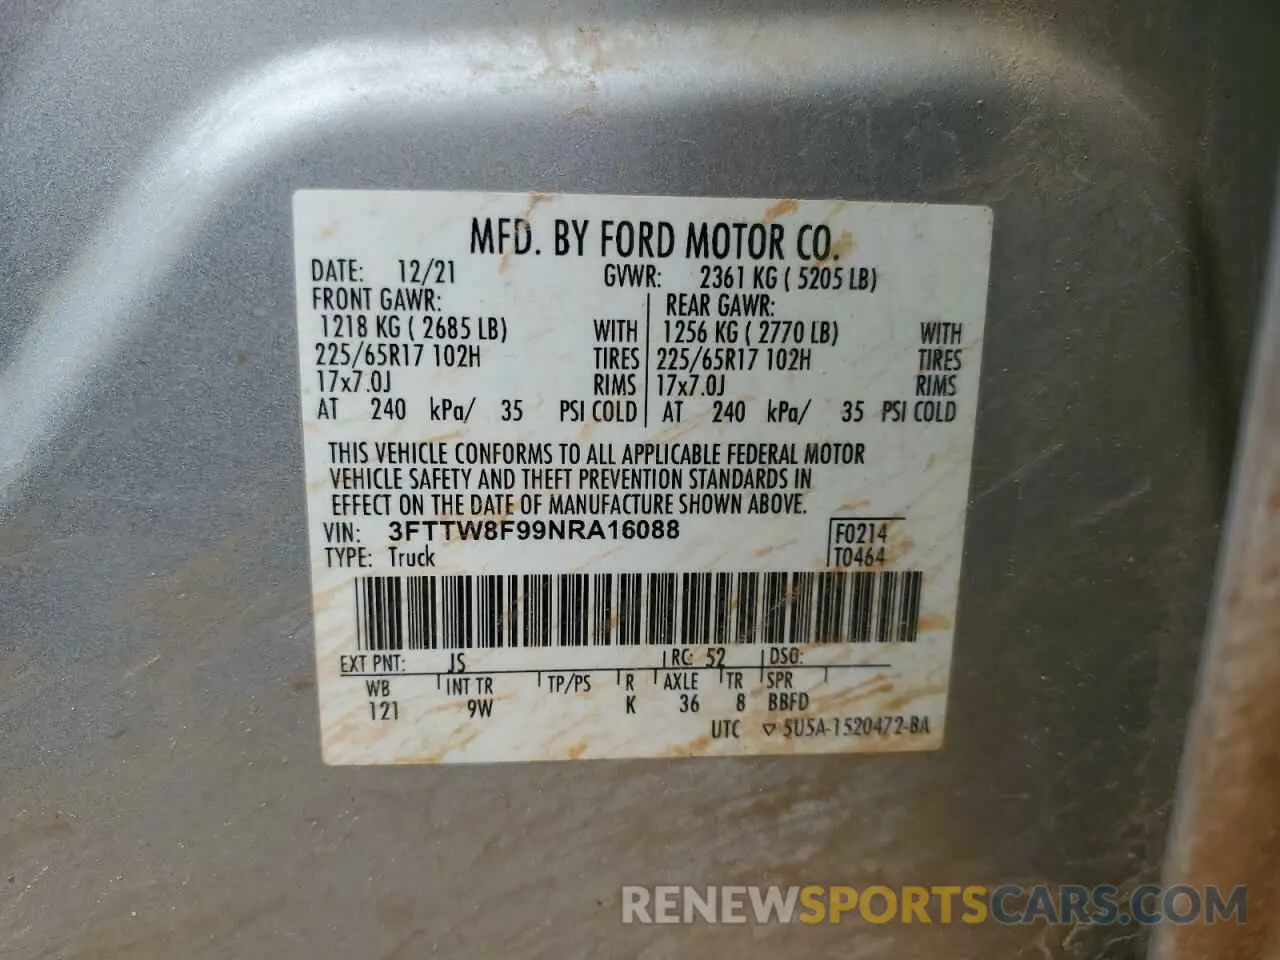 MFD. BY FORD MOTOR CO.
DATE: 12/21 GVWR: 2361 KG ( 5205 LB)
FRONT GAWR: REAR GAWR:
1218 KG ( 2685 LB) WITH 1256 KG ( 2770 LB) WITH
225/65R17 102H TIRES 225/65R17 102H TIRES
17x7.0J RIMS 17x7.0J RIMS
AT 240 kPa/ 35 PSI COLD AT 240 kPa/ 35 PSI COLD
THIS VEHICLE CONFORMS TO ALL APPLICABLE FEDERAL MOTOR
VEHICLE SAFETY AND THEFT PREVENTION STANDARDS IN
EFFECT ON THE DATE OF MANUFACTURE SHOWN ABOVE.
VIN: 3FTTW8F99NRA16088 F0214
TYPE: Truck T0464
EXT PNT: JS RC: 52 DSO:
WB INT TR TP/PS R AXLE TR SPR
121 9W K 36 8 BBFD
UTC ▽ 5U5A-1520472-BA
RENEWSPORTSCARS.COM